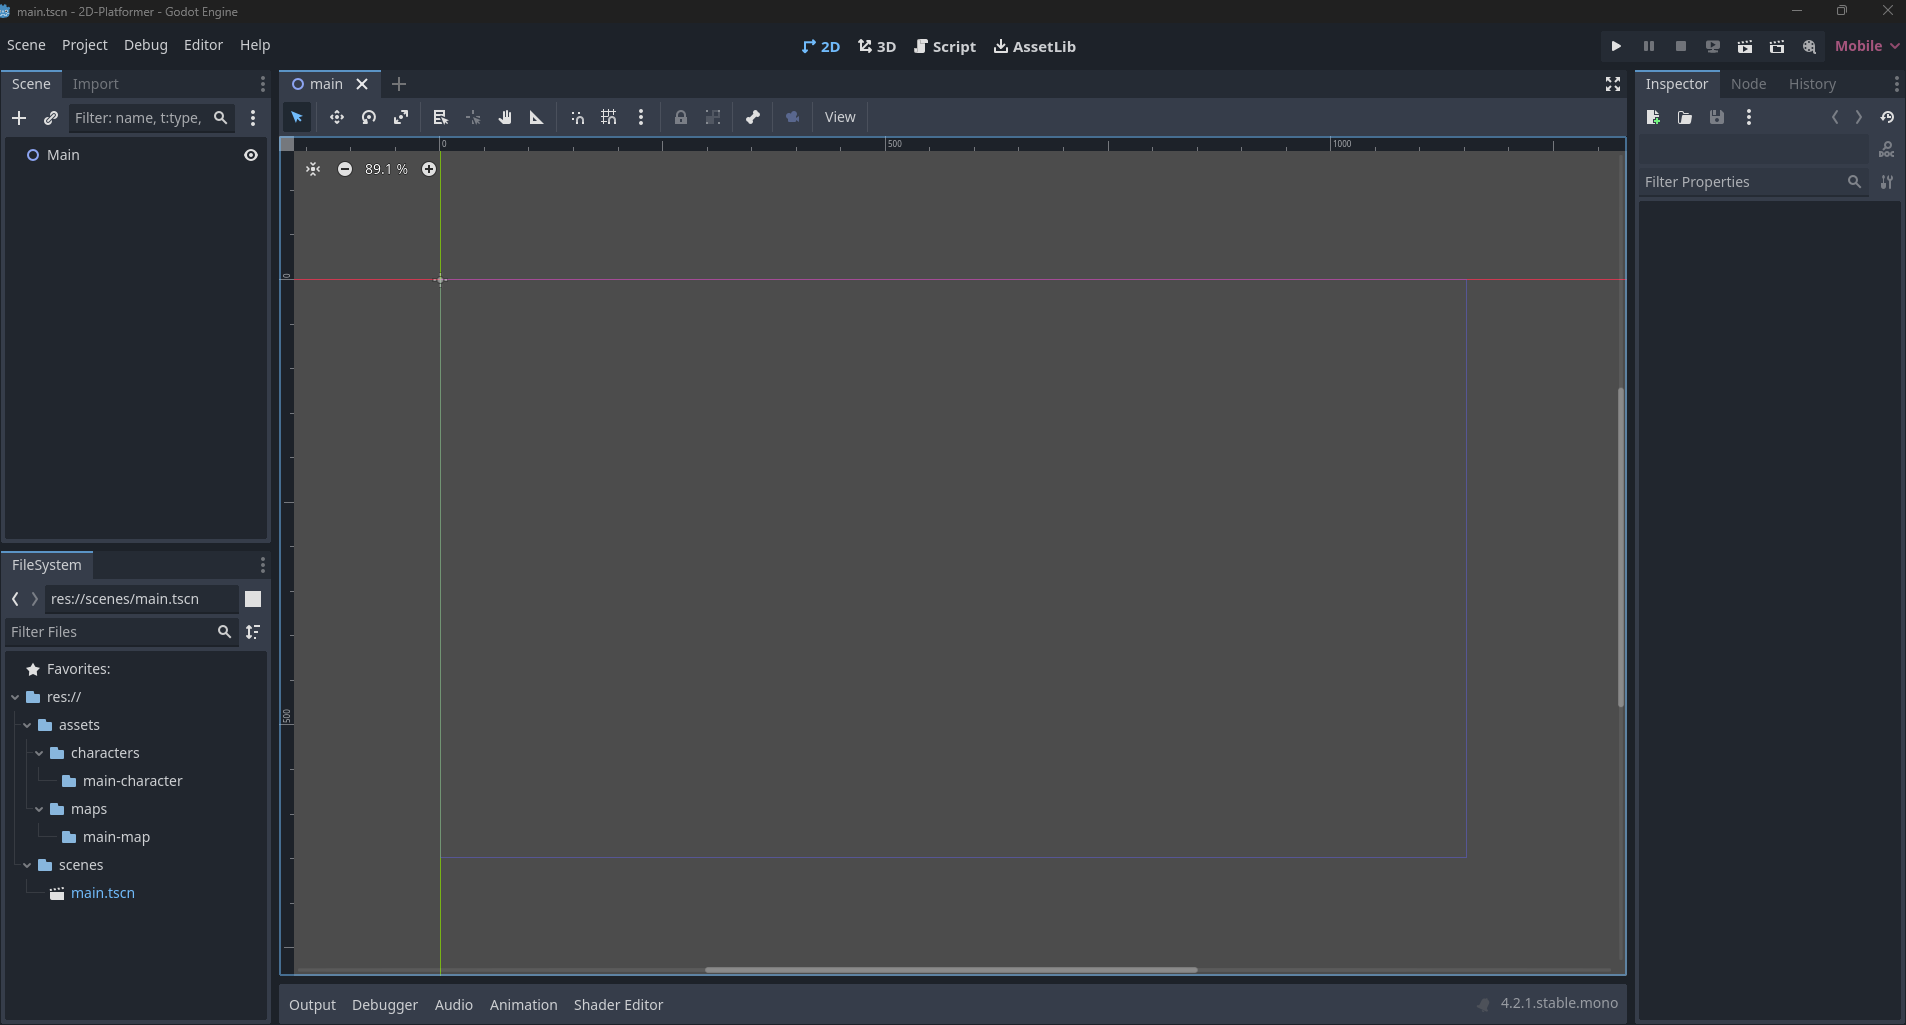 main.tscn - 2D-Platformer - Godot Engine
Scene Project Debug Editor Help
2D 3D Script AssetLib
Mobile
Scene Import
main
Inspector Node History
Filter: name, t:type,
View
Main
0 500 1000
89.1 %
Filter Properties
DOC
0
500
FileSystem
res://scenes/main.tscn
Filter Files
Favorites:
res://
assets
characters
main-character
maps
main-map
scenes
main.tscn
Output Debugger Audio Animation Shader Editor
4.2.1.stable.mono